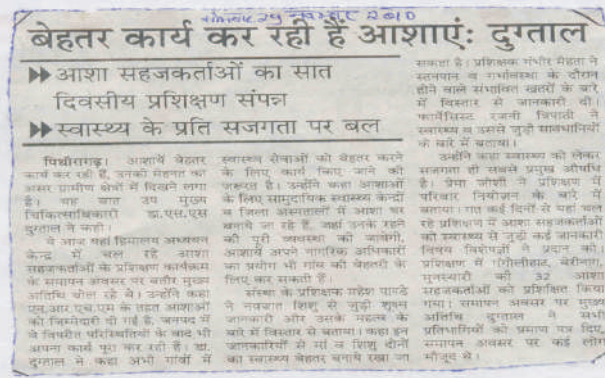 सोमवार 29 नवम्बर 2010
बेहतर कार्य कर रही हैं आशाएं: दुग्ताल
▶▶ आशा सहजकर्ताओं का सात
दिवसीय प्रशिक्षण संपन्न
▶▶ स्वास्थ्य के प्रति सजगता पर बल
पिथौरागढ़। आशायें बेहतर
कार्य कर रही हैं, उनकी मेहनत का
असर ग्रामीण क्षेत्रों में दिखने लगा
है। यह बात उप मुख्य
चिकित्साधिकारी डा.एस.एस
दुग्ताल ने कही।
वे आज यहां हिमालय अध्ययन
केन्द्र में चल रहे आशा
सहजकर्ताओं के प्रशिक्षण कार्यक्रम
के समापन अवसर पर बतौर मुख्य
अतिथि बोल रहे थे। उन्होंने कहा
एन.आर.एच.एम के तहत आशाओं
को जिम्मेदारी दी गई है, जनपद में
वे विपरीत परिस्थितियों के बाद भी
अपना कार्य पूरा कर रही हैं। डा.
दुग्ताल ने कहा अभी गांवों में
स्वास्थ्य सेवाओं को बेहतर करने
के लिए कार्य किए जाने की
जरूरत है। उन्होंने कहा आशाओं
के लिए सामुदायिक स्वास्थ्य केन्द्रों
व जिला अस्पतालों में आशा घर
बनाये जा रहे हैं, जहां उनके रहने
की पूरी व्यवस्था की जायेगी,
आशायें अपने नागरिक अधिकारों
का प्रयोग भी गांव की बेहतरी के
लिए कर सकती हैं।
संस्था के प्रशिक्षक महेश पाण्डे
ने नवजात शिशु से जुड़ी सूक्ष्म
जानकारी और उसके महत्व के
बारे में विस्तार से बताया। कहा इन
जानकारियों से मां व शिशु दोनों
का स्वास्थ्य बेहतर बनाये रखा जा
सकता है। प्रशिक्षक गंभीर मेहता ने
स्तनपान व गर्भावस्था के दौरान
होने वाले संभावित खतरों के बारे
में विस्तार से जानकारी दी।
फार्मेसिस्ट रजनी त्रिपाठी ने
स्वास्थ्य व उससे जुड़ी सावधानियों
के बारे में बताया।
उन्होंने कहा स्वास्थ्य को लेकर
सजगता ही सबसे प्रमुख औषधि
है। प्रेमा जोशी ने प्रशिक्षण में
परिवार नियोजन के बारे में
बताया। गत कई दिनों से यहां चल
रहे प्रशिक्षण में आशा सहजकर्ताओं
को स्वास्थ्य से जुड़ी कई जानकारी
विषय विशेषज्ञों ने प्रदान की।
प्रशिक्षण में गंगोलीहाट, बेरीनाग,
मुनस्यारी की 32 आशा
सहजकर्ताओं को प्रशिक्षित किया
गया। समापन अवसर पर मुख्य
अतिथि दुग्ताल ने सभी
प्रतिभागियों को प्रमाण पत्र दिए,
समापन अवसर पर कई लोग
मौजूद थे।